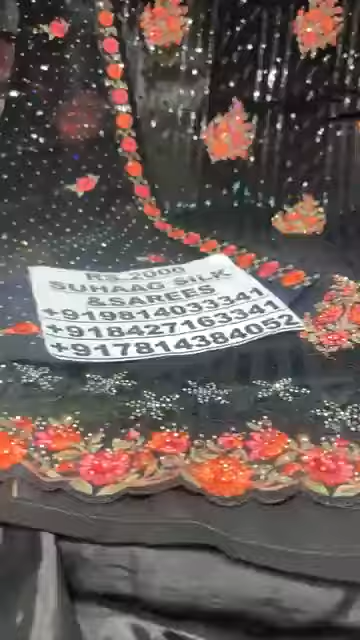 RS 2000
SUHAAG SILK
&SAREES
+919814033341
+918427163341
+917814384052